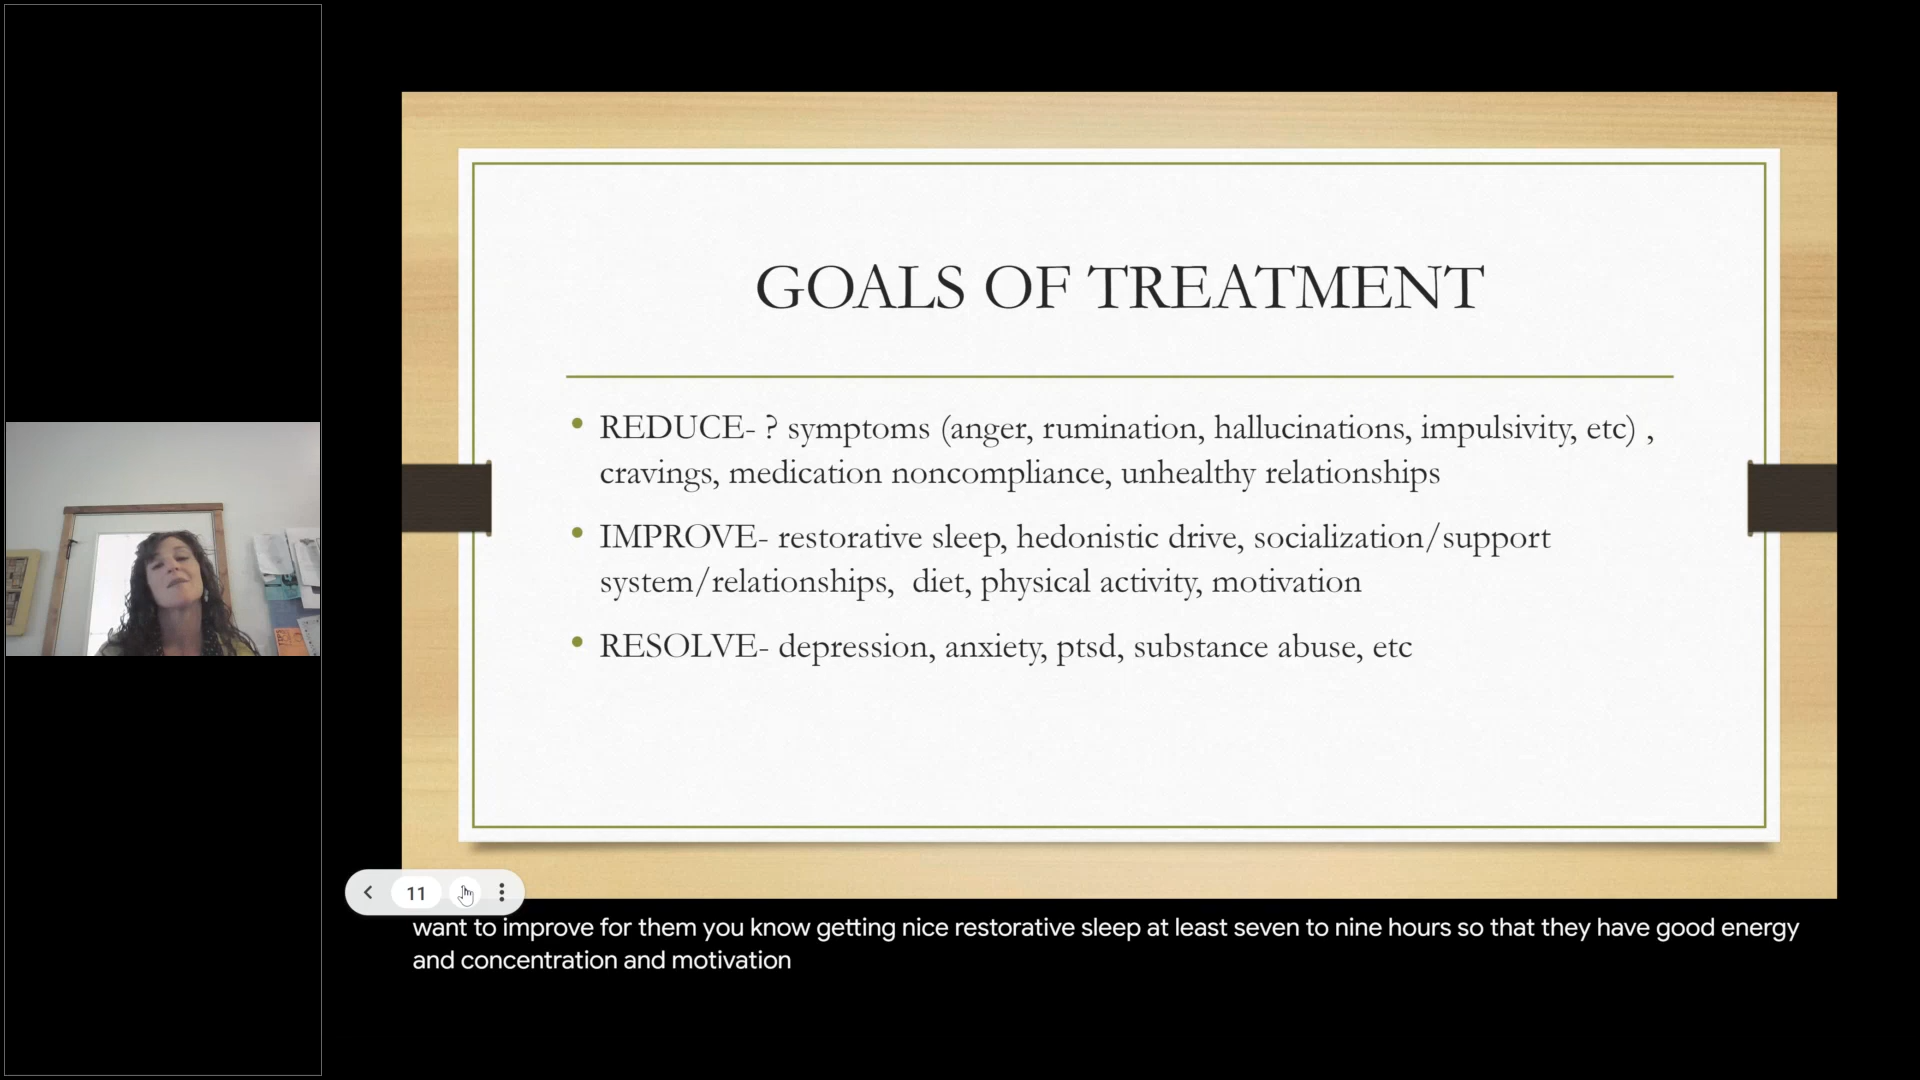 GOALS OF TREATMENT
• REDUCE- ? symptoms (anger, rumination, hallucinations, impulsivity, etc) ,
cravings, medication noncompliance, unhealthy relationships
• IMPROVE- restorative sleep, hedonistic drive, socialization/support
system/relationships,  diet, physical activity, motivation
• RESOLVE- depression, anxiety, ptsd, substance abuse, etc
11
want to improve for them you know getting nice restorative sleep at least seven to nine hours so that they have good energy
and concentration and motivation